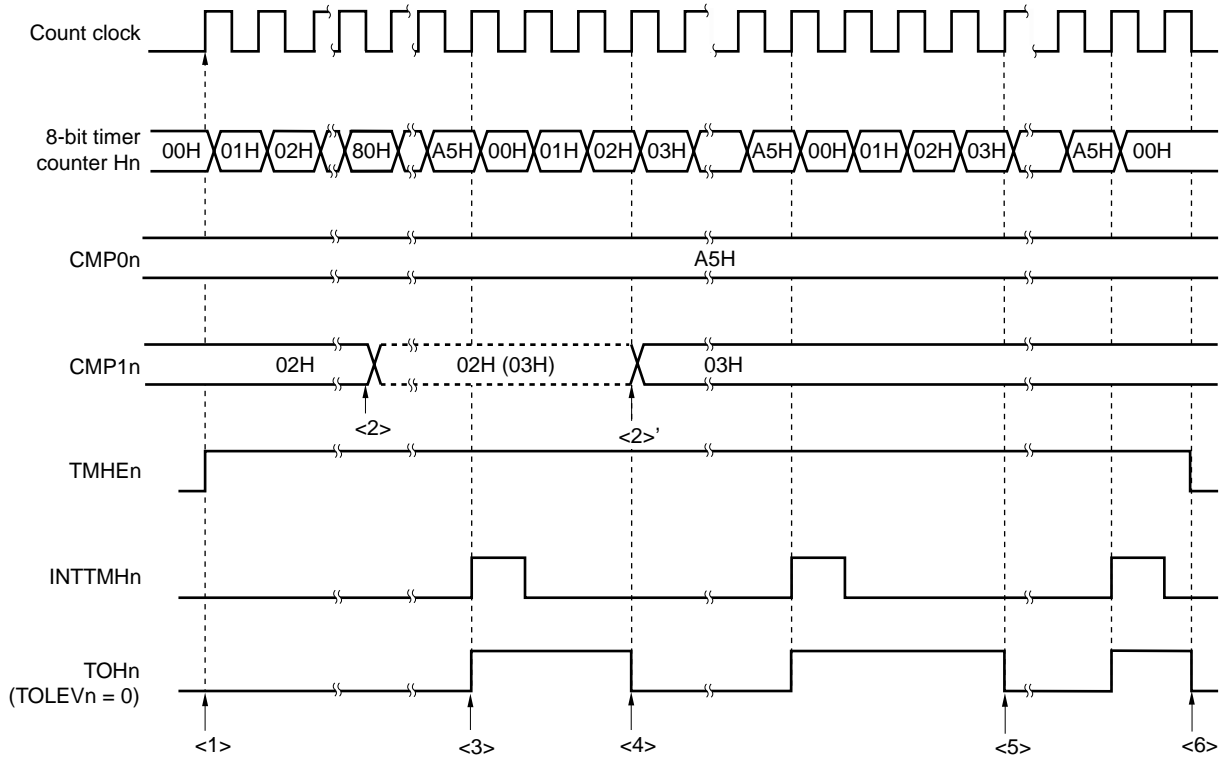 Count clock
8-bit timer
counter Hn
00H 01H 02H 80H A5H 00H 01H 02H 03H A5H 00H 01H 02H 03H A5H 00H
CMP0n
A5H
CMP1n
02H 02H (03H) 03H
<2> <2>’
TMHEn
INTTMHn
TOHn
(TOLEVn = 0)
<1> <3> <4> <5> <6>